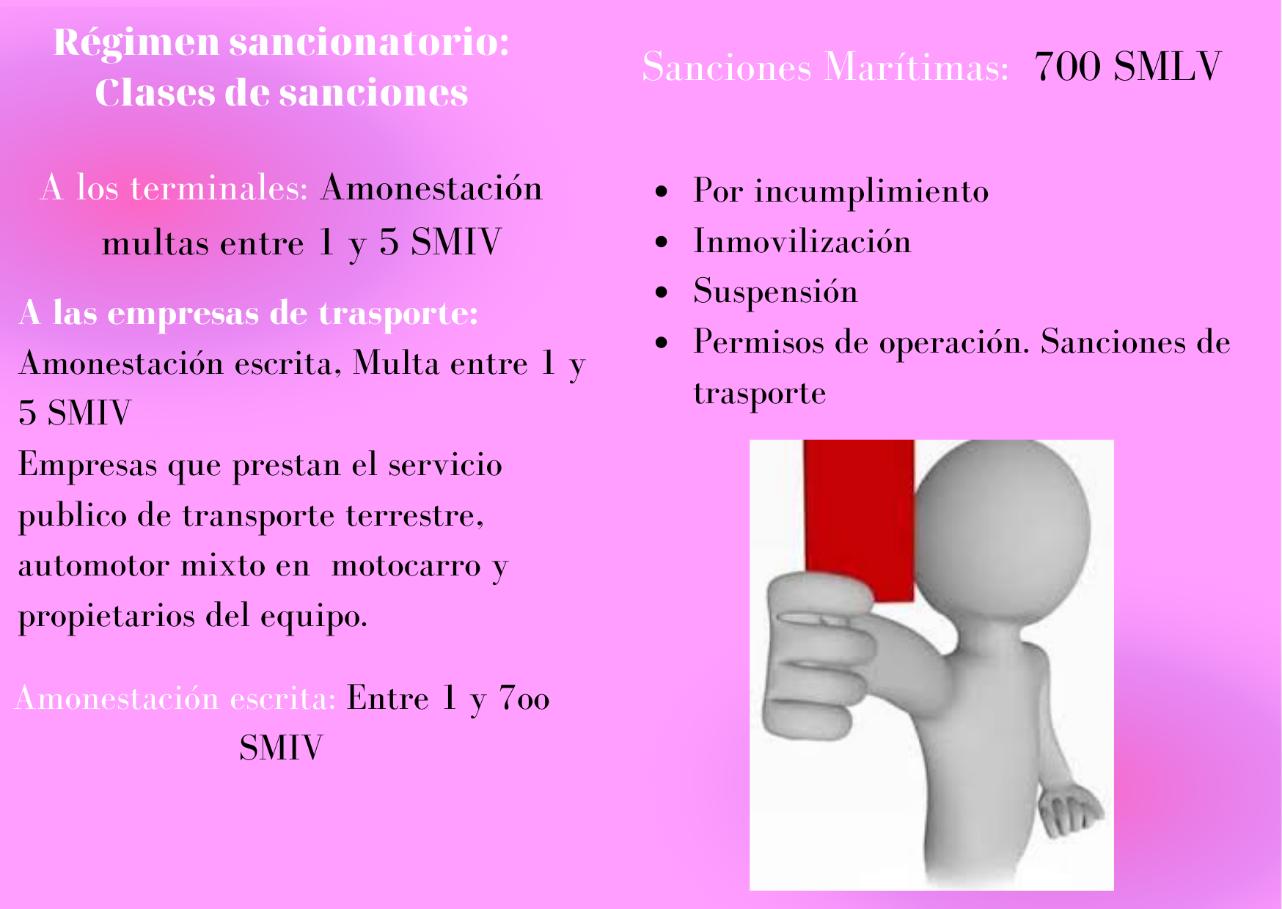 Régimen sancionatorio:
Clases de sanciones
A los terminales: Amonestación
multas entre 1 y 5 SMIV
A las empresas de trasporte:
Amonestación escrita, Multa entre 1 y
5 SMIV
Empresas que prestan el servicio
publico de transporte terrestre,
automotor mixto en motocarro y
propietarios del equipo.
Amonestación escrita: Entre 1 y 7oo
SMIV
Sanciones Marítimas: 700 SMLV
• Por incumplimiento
• Inmovilización
• Suspensión
• Permisos de operación. Sanciones de
trasporte